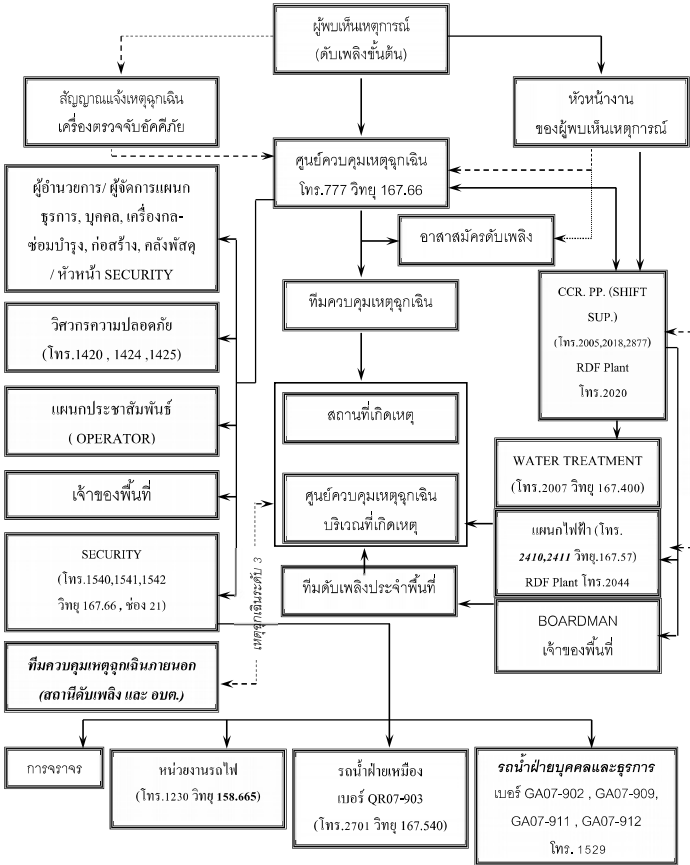 ผู้พบเห็นเหตุการณ์
(ดับเพลิงขั้นต้น)
สัญญาณแจ้งเหตุฉุกเฉิน
เครื่องตรวจจับอัคคีภัย
หัวหน้างาน
ของผู้พบเห็นเหตุการณ์
ศูนย์ควบคุมเหตุฉุกเฉิน
โทร.777 วิทยุ 167.66
ผู้อำนวยการ/ ผู้จัดการแผนก
ธุรการ, บุคคล, เครื่องกล-
ซ่อมบำรุง, ก่อสร้าง, คลังพัสดุ
/ หัวหน้า SECURITY
อาสาสมัครดับเพลิง
ทีมควบคุมเหตุฉุกเฉิน
CCR. PP. (SHIFT
SUP.)
(โทร.2005,2018,2877)
RDF Plant
โทร.2020
วิศวกรความปลอดภัย
(โทร.1420 , 1424 ,1425)
แผนกประชาสัมพันธ์
( OPERATOR)
สถานที่เกิดเหตุ
ศูนย์ควบคุมเหตุฉุกเฉิน
บริเวณที่เกิดเหตุ
WATER TREATMENT
(โทร.2007 วิทยุ 167.400)
เจ้าของพื้นที่
แผนกไฟฟ้า (โทร.
2410,2411 วิทยุ.167.57)
RDF Plant โทร.2044
SECURITY
(โทร.1540,1541,1542
วิทยุ 167.66 , ช่อง 21)
เหตุฉุกเฉินระดับ 3
ทีมดับเพลิงประจำพื้นที่
BOARDMAN
เจ้าของพื้นที่
ทีมควบคุมเหตุฉุกเฉินภายนอก
(สถานีดับเพลิง และ อบต.)
การจราจร
หน่วยงานรถไฟ
(โทร.1230 วิทยุ 158.665)
รถน้ำฝ่ายเหมือง
เบอร์ QR07-903
(โทร.2701 วิทยุ 167.540)
รถน้ำฝ่ายบุคคลและธุรการ
เบอร์ GA07-902 , GA07-909,
GA07-911 , GA07-912
โทร. 1529